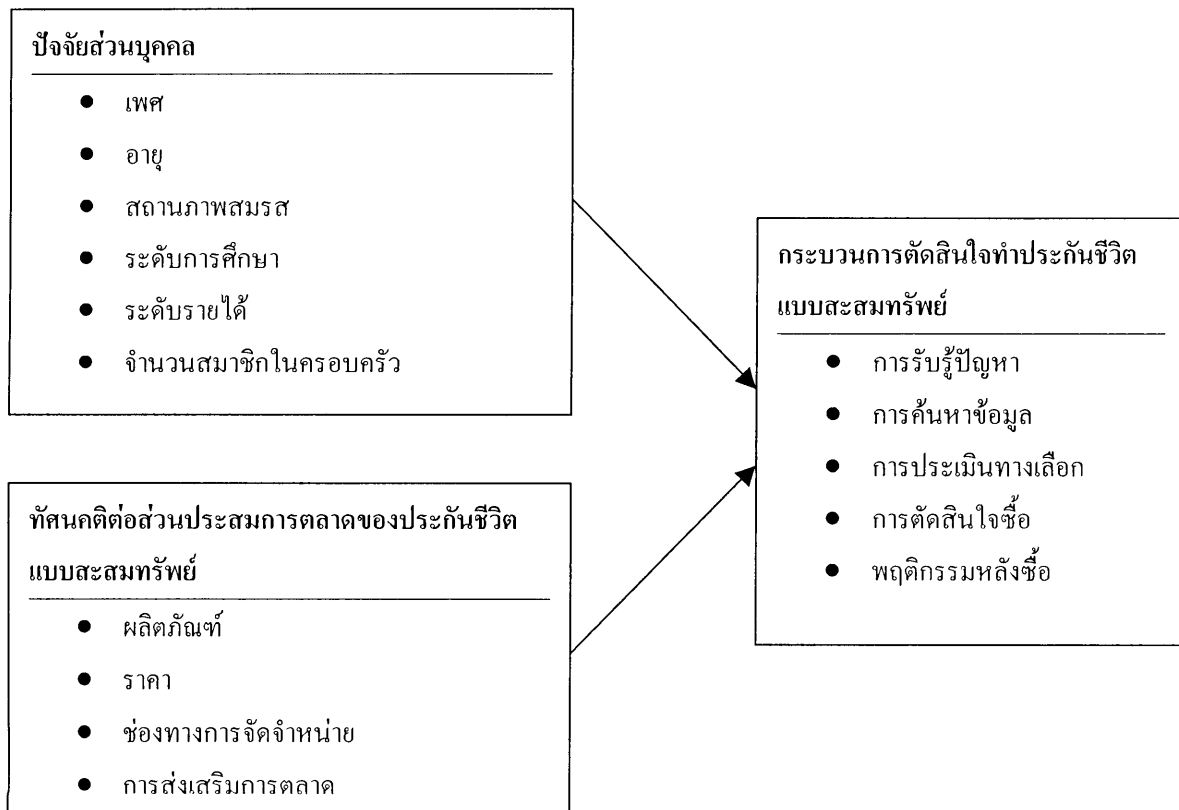 ปัจจัยส่วนบุคคล
● เพศ
● อายุ
● สถานภาพสมรส
● ระดับการศึกษา
● ระดับรายได้
● จำนวนสมาชิกในครอบครัว
ทัศนคติต่อส่วนประสมการตลาดของประกันชีวิต
แบบสะสมทรัพย์
● ผลิตภัณฑ์
● ราคา
● ช่องทางการจัดจำหน่าย
● การส่งเสริมการตลาด
กระบวนการตัดสินใจทำประกันชีวิต
แบบสะสมทรัพย์
● การรับรู้ปัญหา
● การค้นหาข้อมูล
● การประเมินทางเลือก
● การตัดสินใจซื้อ
● พฤติกรรมหลังซื้อ